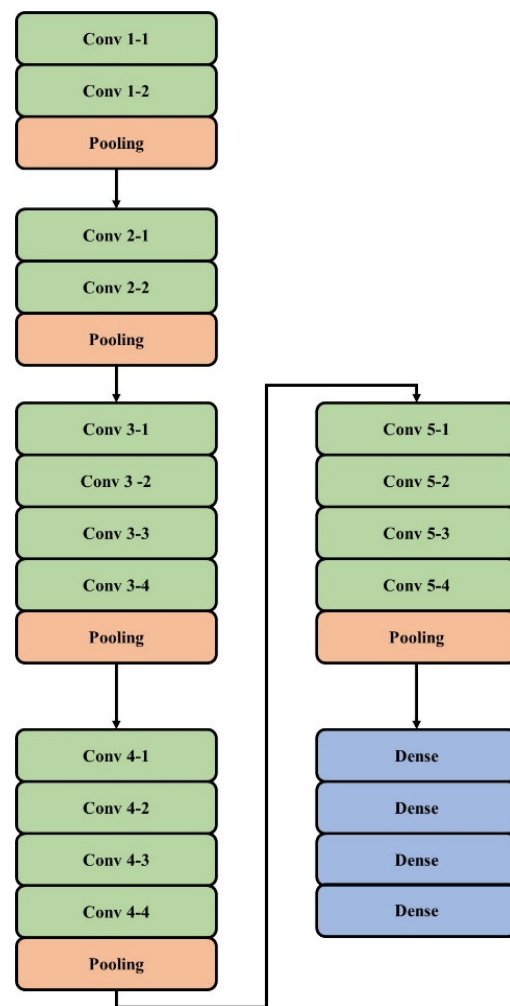 Conv 1-1
Conv 1-2
Pooling
Conv 2-1
Conv 2-2
Pooling
Conv 3-1
Conv 3 -2
Conv 3-3
Conv 3-4
Pooling
Conv 4-1
Conv 4-2
Conv 4-3
Conv 4-4
Pooling
Conv 5-1
Conv 5-2
Conv 5-3
Conv 5-4
Pooling
Dense
Dense
Dense
Dense